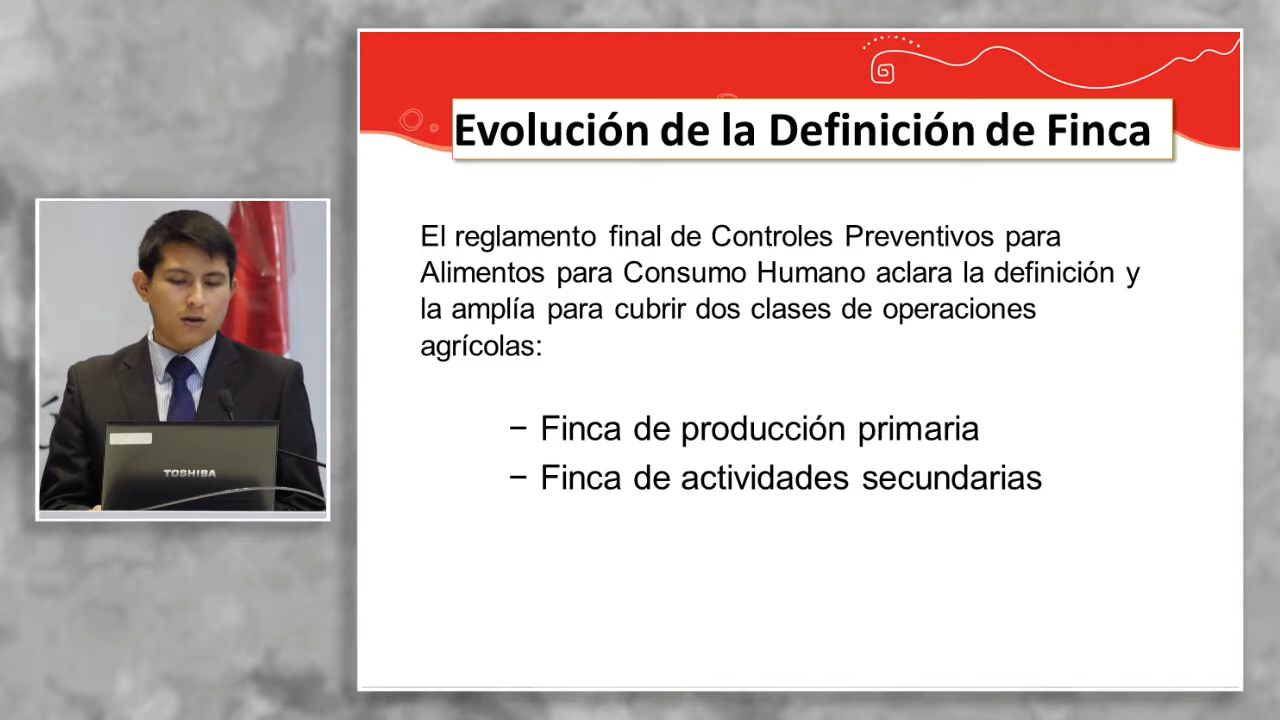 Evolución de la Definición de Finca
El reglamento final de Controles Preventivos para
Alimentos para Consumo Humano aclara la definición y
la amplía para cubrir dos clases de operaciones
agrícolas:
– Finca de producción primaria
– Finca de actividades secundarias
TOSHIBA